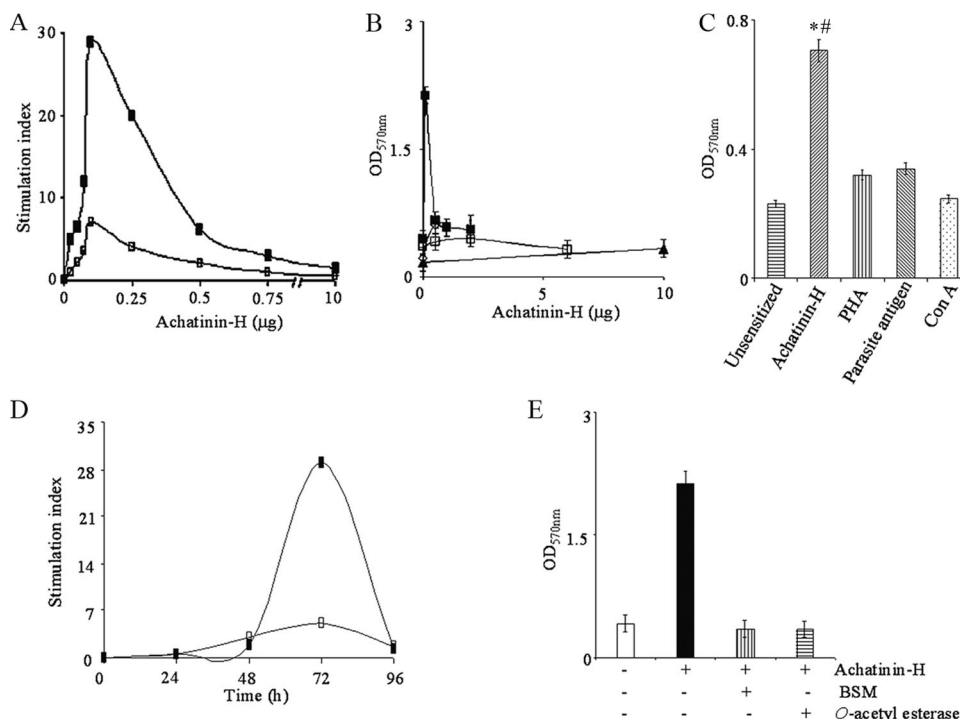 A
30
20
10
0
Stimulation index
0
0.25
0.5
0.75
10
Achatinin-H (μg)
B
3
1.5
0
OD570nm
0
5
10
Achatinin-H (μg)
C
0.8
0.4
0
OD570nm
*#
Unsensitized
Achatinin-H
PHA
Parasite antigen
Con A
D
35
28
21
14
7
0
Stimulation index
0
24
48
72
96
Time (h)
E
3
1.5
0
OD570nm
- + + + Achatinin-H
- - + - BSM
- - - + O-acetyl esterase